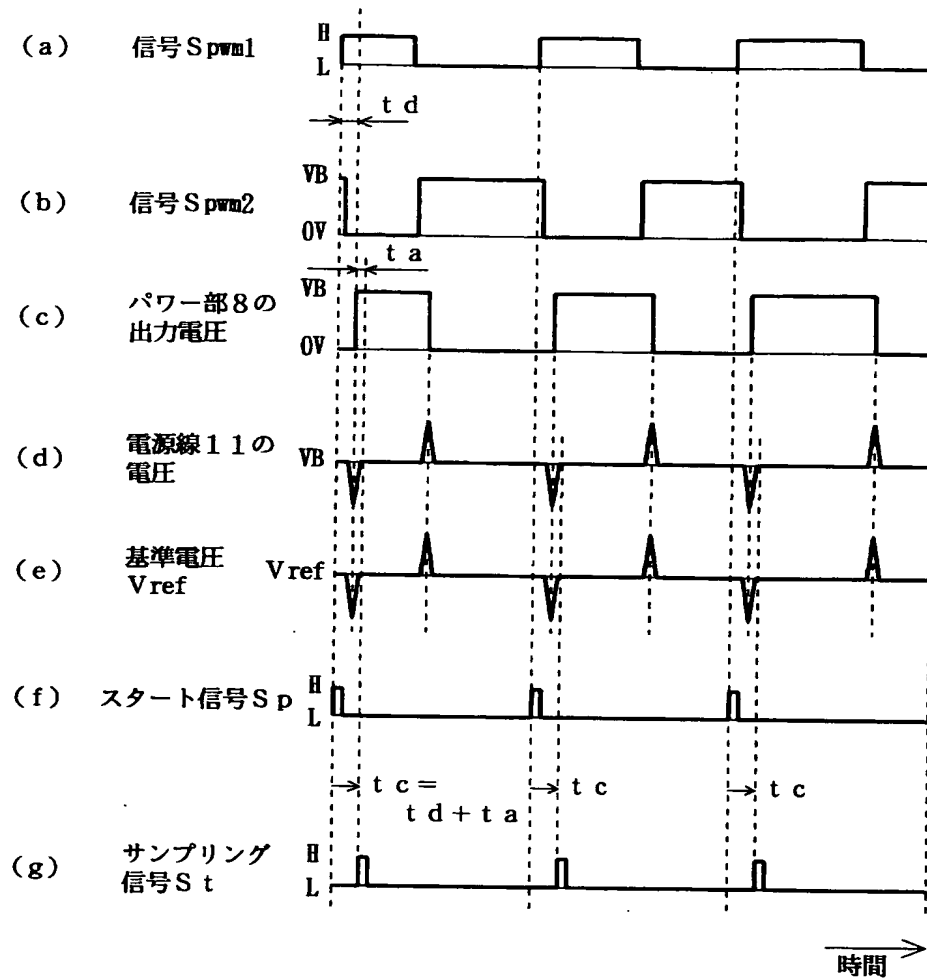 (a) 信号Spwm1 H
L
td
(b) 信号Spwm2 VB
0V
ta
(c) パワー部8の
出力電圧
VB
0V
(d) 電源線11の
電圧
VB
(e) 基準電圧
Vref
Vref
(f) スタート信号Sp H
L
tc=
td+ta
tc
tc
(g) サンプリング
信号St
H
L
時間